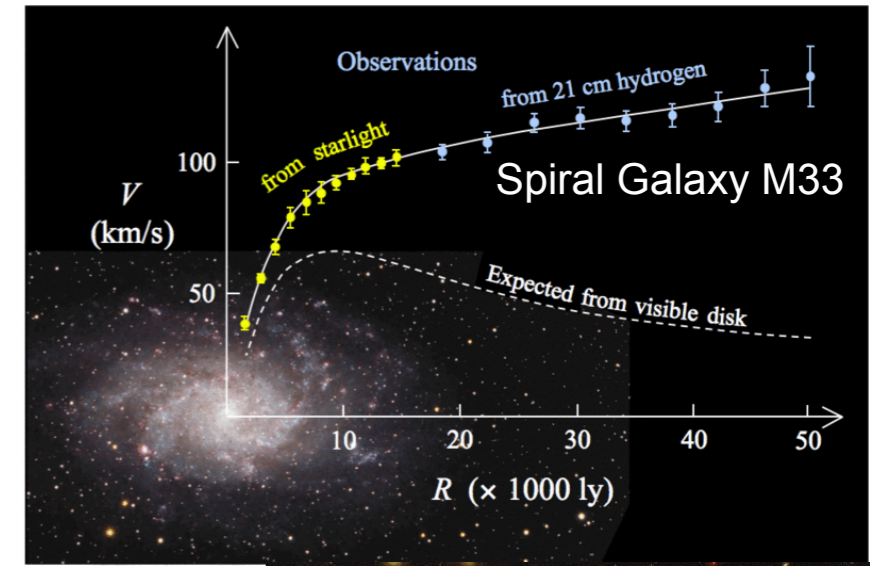 Observations
from 21 cm hydrogen
from starlight
100
Spiral Galaxy M33
V
(km/s)
50
Expected from visible disk
10
20
30
40
50
R (× 1000 ly)